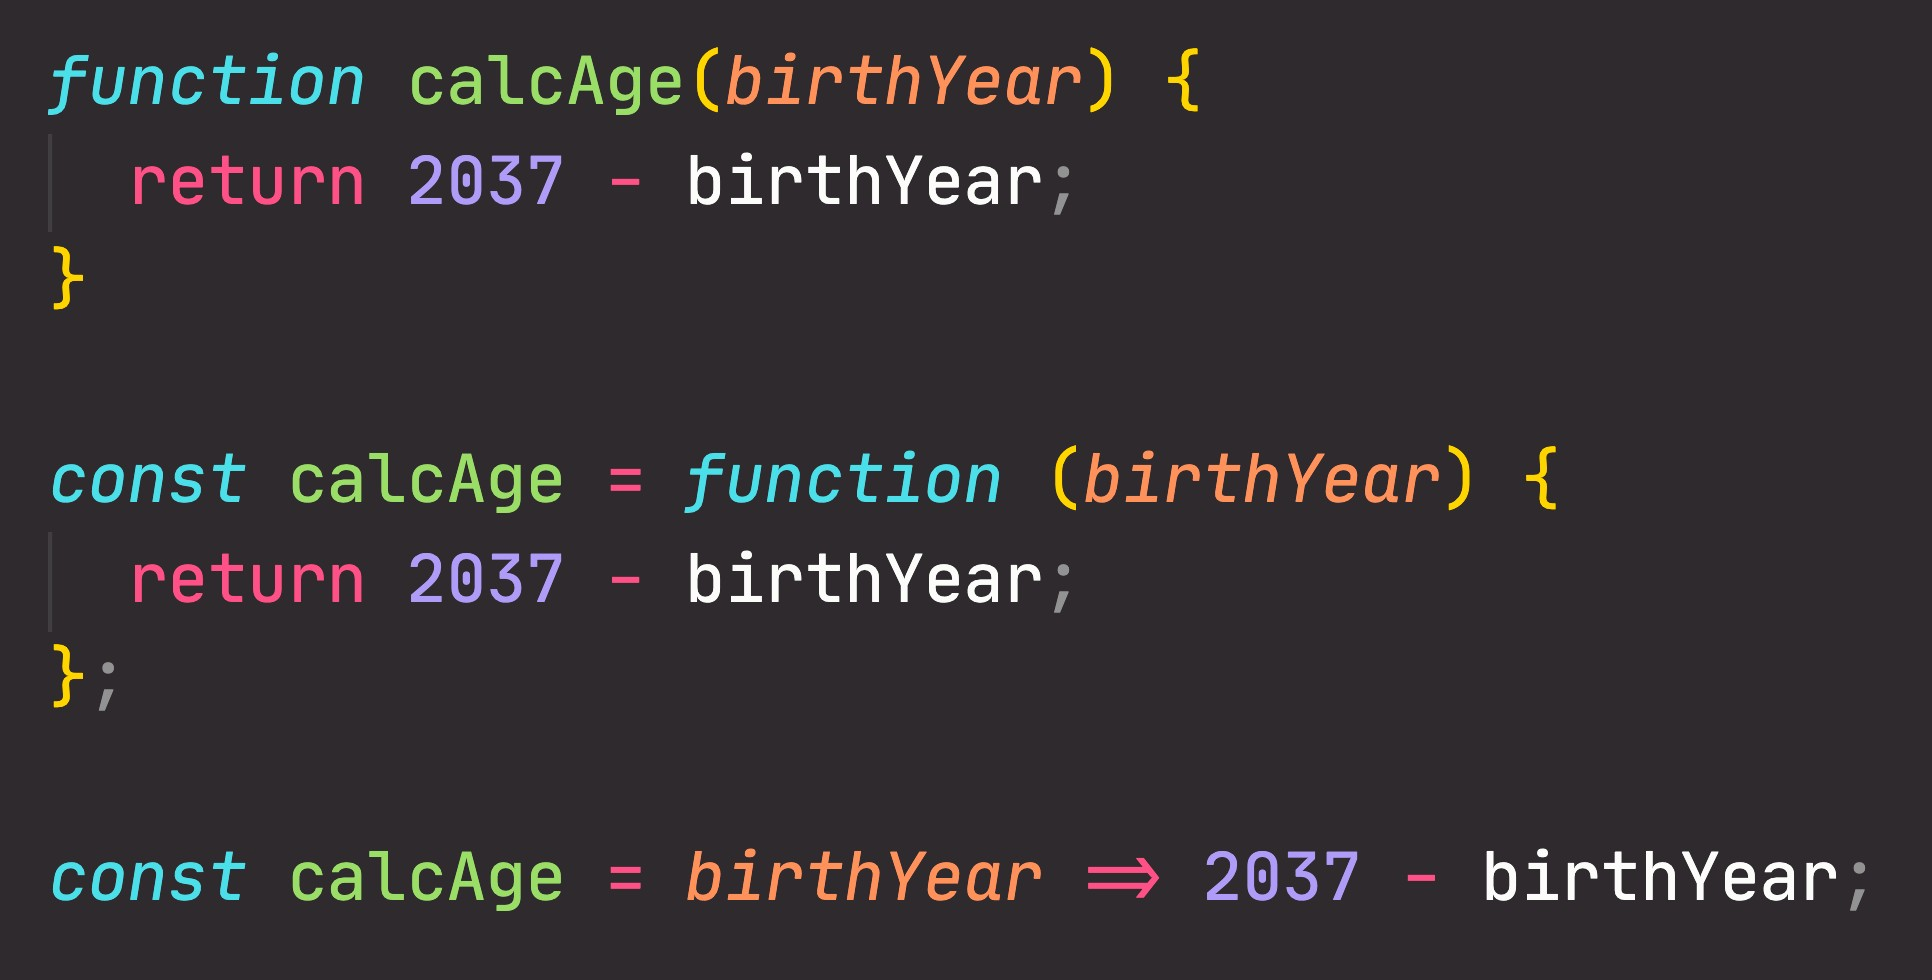 function calcAge(birthYear) {
  return 2037 - birthYear;
}
const calcAge = function (birthYear) {
  return 2037 - birthYear;
};
const calcAge = birthYear => 2037 - birthYear;